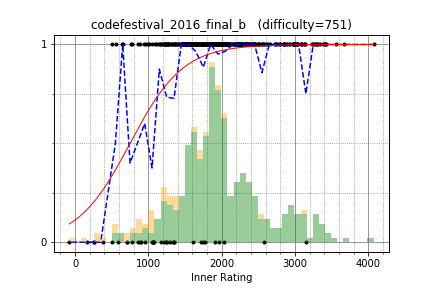 codefestival_2016_final_b (difficulty=751)
1
0
0 1000 2000 3000 4000
Inner Rating